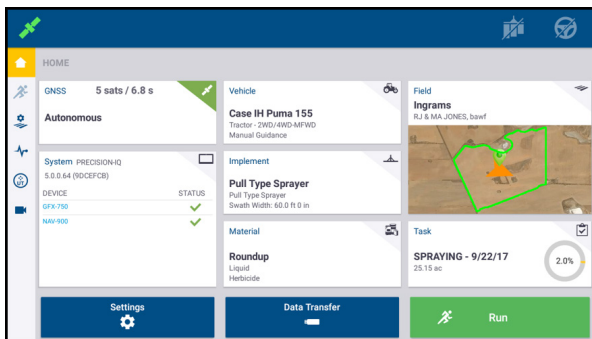 HOME
GNSS 5 sats / 6.8 s
Autonomous
System PRECISION-IQ
5.0.0.64 (9DCEFCB)
DEVICE STATUS
GFX-750
NAV-900
Vehicle
Case IH Puma 155
Tractor - 2WD/4WD-MFWD
Manual Guidance
Implement
Pull Type Sprayer
Pull Type Sprayer
Swath Width: 60.0 ft 0 in
Material
Roundup
Liquid
Herbicide
Field
Ingrams
RJ & MA JONES, bawf
Task
SPRAYING - 9/22/17
25.15 ac
2.0%
Settings
Data Transfer
Run